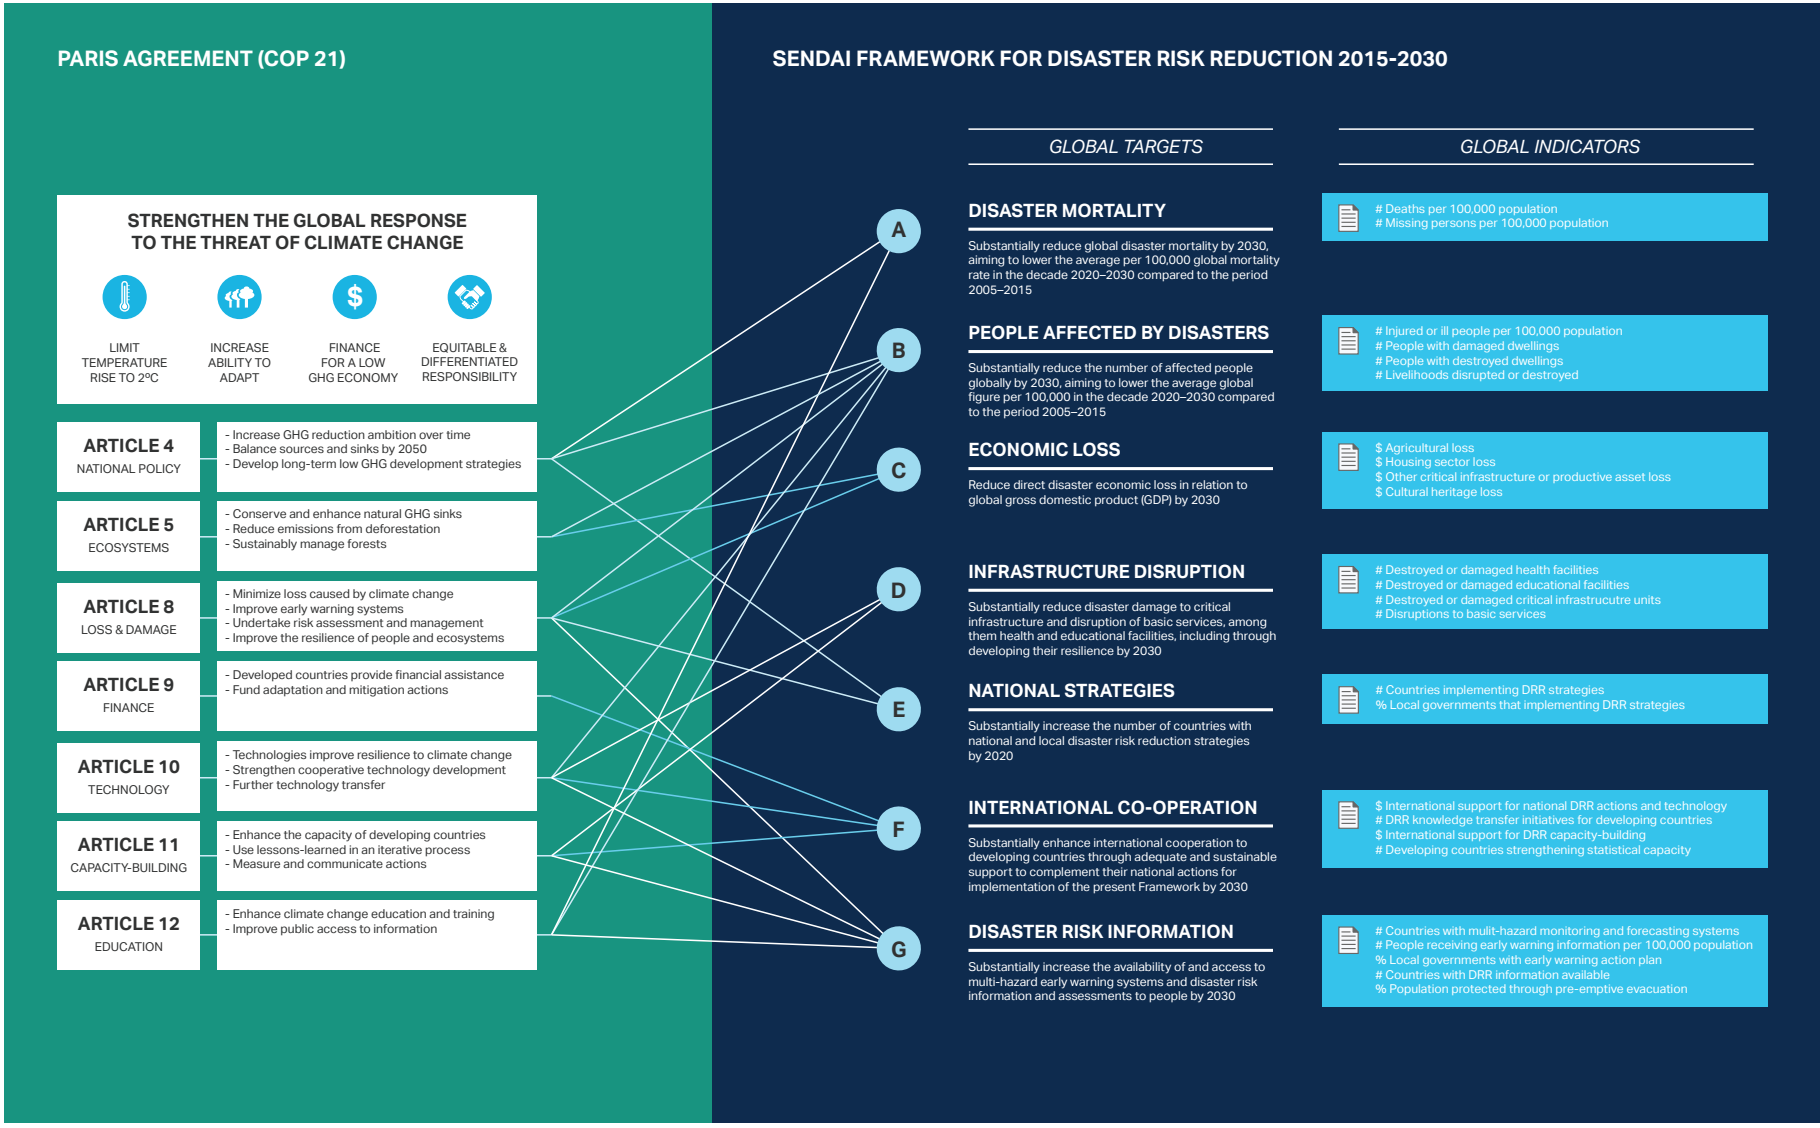 PARIS AGREEMENT (COP 21)
STRENGTHEN THE GLOBAL RESPONSE
TO THE THREAT OF CLIMATE CHANGE
$
LIMIT
TEMPERATURE
RISE TO 2ºC
INCREASE
ABILITY TO
ADAPT
FINANCE
FOR A LOW
GHG ECONOMY
EQUITABLE &
DIFFERENTIATED
RESPONSIBILITY
ARTICLE 4
NATIONAL POLICY
- Increase GHG reduction ambition over time
- Balance sources and sinks by 2050
- Develop long-term low GHG development strategies
ARTICLE 5
ECOSYSTEMS
- Conserve and enhance natural GHG sinks
- Reduce emissions from deforestation
- Sustainably manage forests
ARTICLE 8
LOSS & DAMAGE
- Minimize loss caused by climate change
- Improve early warning systems
- Undertake risk assessment and management
- Improve the resilience of people and ecosystems
ARTICLE 9
FINANCE
- Developed countries provide financial assistance
- Fund adaptation and mitigation actions
ARTICLE 10
TECHNOLOGY
- Technologies improve resilience to climate change
- Strengthen cooperative technology development
- Further technology transfer
ARTICLE 11
CAPACITY-BUILDING
- Enhance the capacity of developing countries
- Use lessons-learned in an iterative process
- Measure and communicate actions
ARTICLE 12
EDUCATION
- Enhance climate change education and training
- Improve public access to information
SENDAI FRAMEWORK FOR DISASTER RISK REDUCTION 2015-2030
GLOBAL TARGETS
GLOBAL INDICATORS
A
DISASTER MORTALITY
Substantially reduce global disaster mortality by 2030,
aiming to lower the average per 100,000 global mortality
rate in the decade 2020–2030 compared to the period
2005–2015
# Deaths per 100,000 population
# Missing persons per 100,000 population
B
PEOPLE AFFECTED BY DISASTERS
Substantially reduce the number of affected people
globally by 2030, aiming to lower the average global
figure per 100,000 in the decade 2020–2030 compared
to the period 2005–2015
# Injured or ill people per 100,000 population
# People with damaged dwellings
# People with destroyed dwellings
# Livelihoods disrupted or destroyed
C
ECONOMIC LOSS
Reduce direct disaster economic loss in relation to
global gross domestic product (GDP) by 2030
$ Agricultural loss
$ Housing sector loss
$ Other critical infrastructure or productive asset loss
$ Cultural heritage loss
D
INFRASTRUCTURE DISRUPTION
Substantially reduce disaster damage to critical
infrastructure and disruption of basic services, among
them health and educational facilities, including through
developing their resilience by 2030
# Destroyed or damaged health facilities
# Destroyed or damaged educational facilities
# Destroyed or damaged critical infrastrucutre units
# Disruptions to basic services
E
NATIONAL STRATEGIES
Substantially increase the number of countries with
national and local disaster risk reduction strategies
by 2020
# Countries implementing DRR strategies
% Local governments that implementing DRR strategies
F
INTERNATIONAL CO-OPERATION
Substantially enhance international cooperation to
developing countries through adequate and sustainable
support to complement their national actions for
implementation of the present Framework by 2030
$ International support for national DRR actions and technology
# DRR knowledge transfer initiatives for developing countries
$ International support for DRR capacity-building
# Developing countries strengthening statistical capacity
G
DISASTER RISK INFORMATION
Substantially increase the availability of and access to
multi-hazard early warning systems and disaster risk
information and assessments to people by 2030
# Countries with mulit-hazard monitoring and forecasting systems
# People receiving early warning information per 100,000 population
% Local governments with early warning action plan
# Countries with DRR information available
% Population protected through pre-emptive evacuation